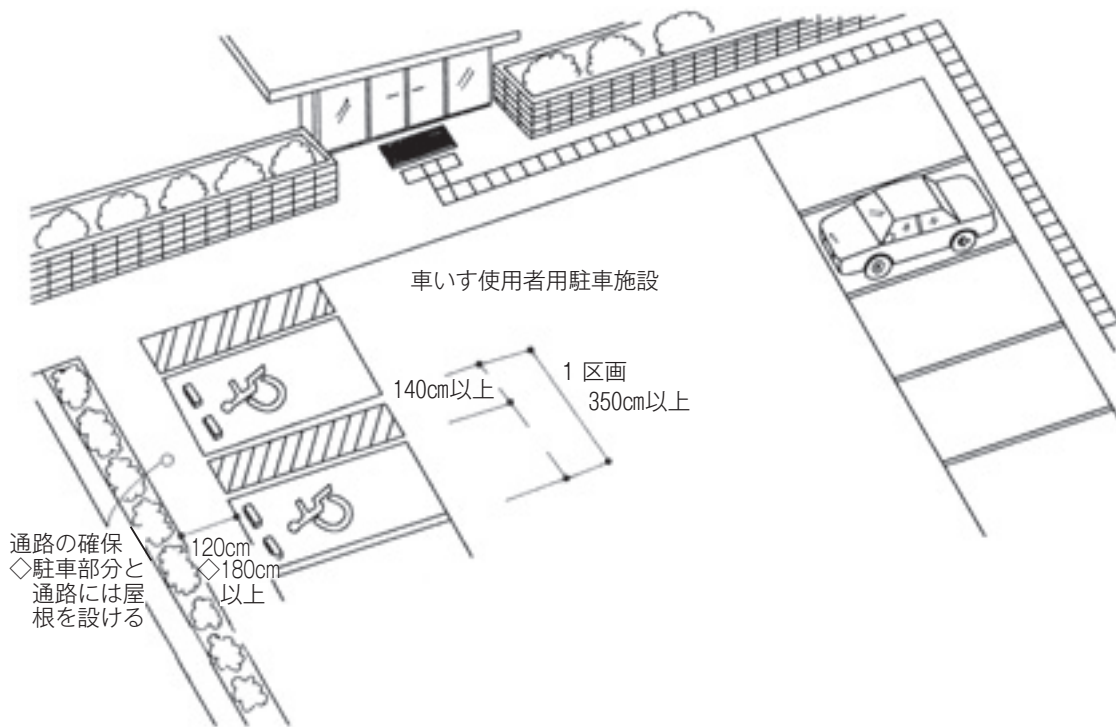 車いす使用者用駐車施設
140㎝以上
1 区画
350㎝以上
通路の確保
◇駐車部分と
通路には屋
根を設ける
120㎝
◇180㎝
以上